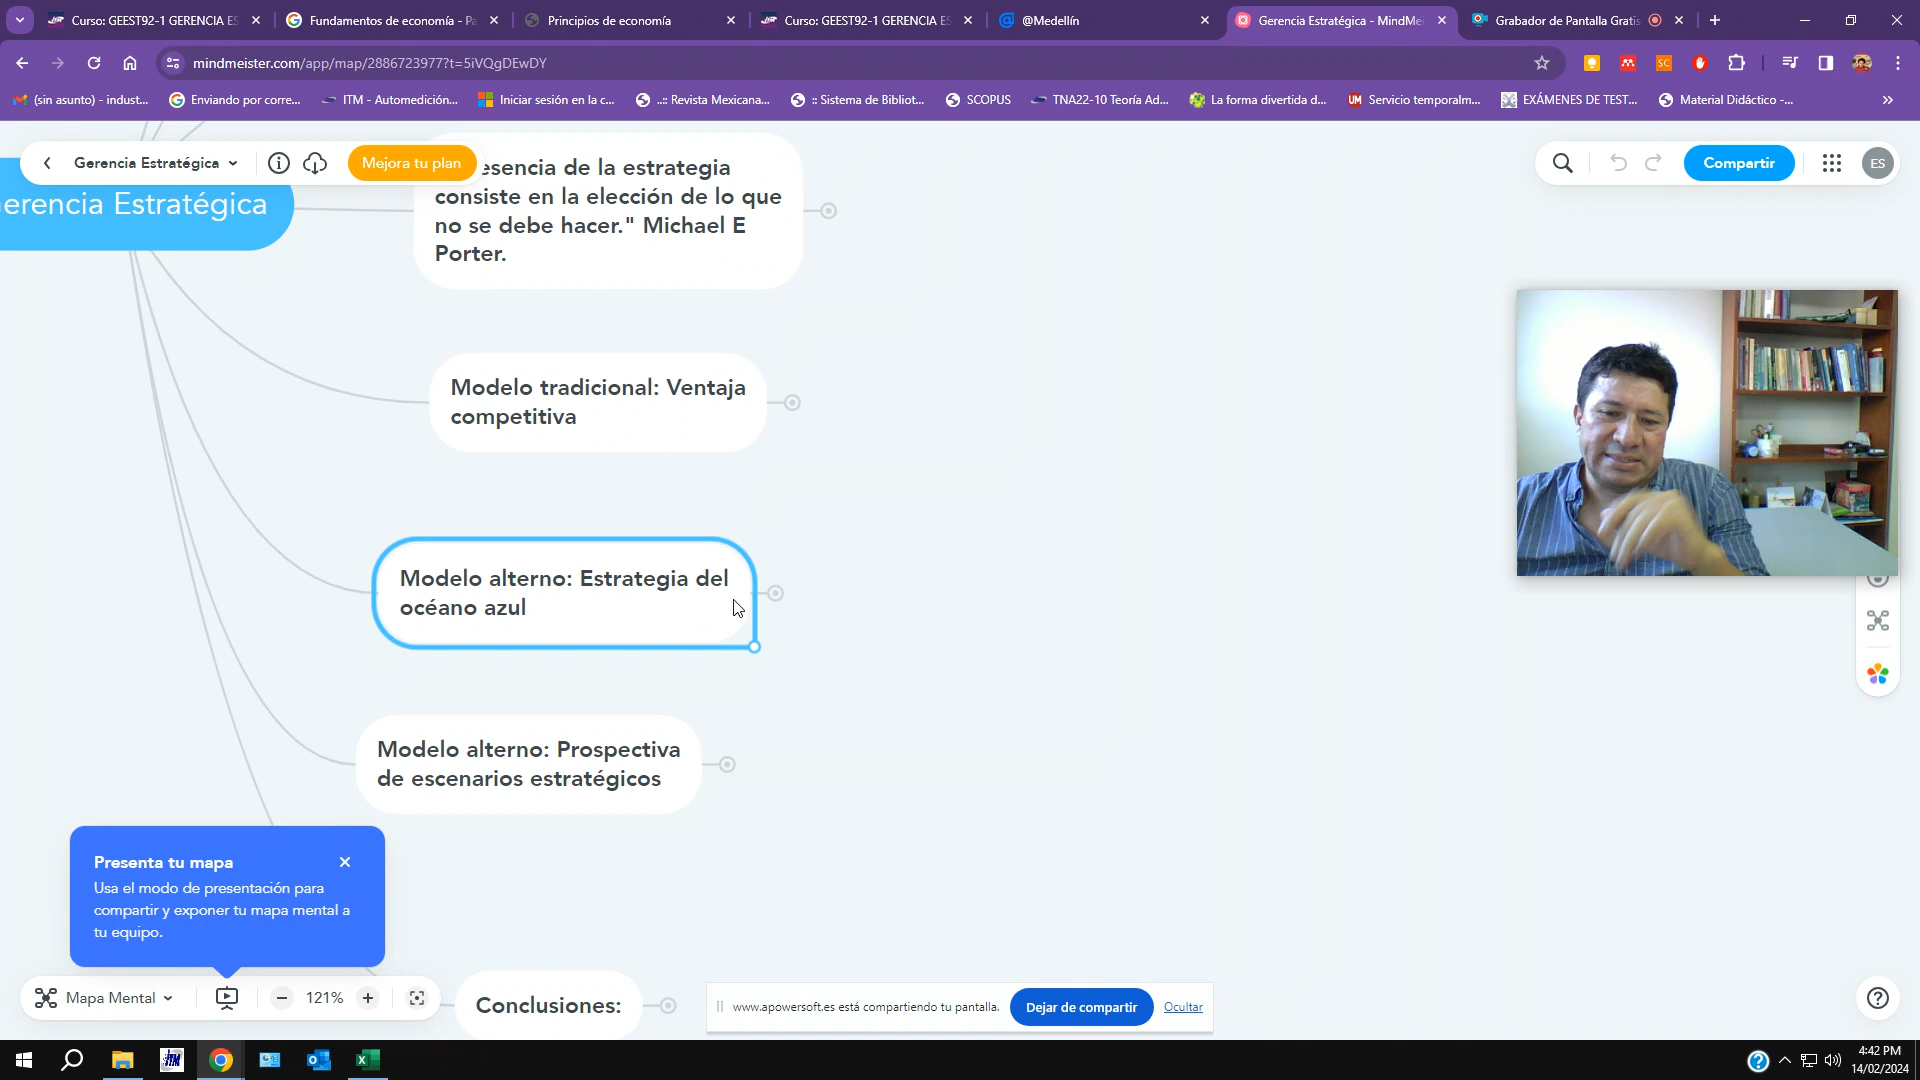 Curso: GEEST92-1 GERENCIA ES
Fundamentos de economía - Pa
Principios de economía
Curso: GEEST92-1 GERENCIA ES
@Medellín
Gerencia Estratégica - MindMei
Grabador de Pantalla Gratis
mindmeister.com/app/map/2886723977?t=5iVQgDEwDY
SC
(sin asunto) - indust...
Enviando por corre...
ITM - Automedición...
Iniciar sesión en la c...
..:: Revista Mexicana...
:: Sistema de Bibliot...
SCOPUS
TNA22-10 Teoría Ad...
La forma divertida d...
UM Servicio temporalm...
EXÁMENES DE TEST...
Material Didáctico -...
Gerencia Estratégica
Mejora tu plan
Compartir
ES
erencia Estratégica
esencia de la estrategia
consiste en la elección de lo que
no se debe hacer." Michael E
Porter.
Modelo tradicional: Ventaja
competitiva
Modelo alterno: Estrategia del
océano azul
Modelo alterno: Prospectiva
de escenarios estratégicos
Presenta tu mapa
Usa el modo de presentación para
compartir y exponer tu mapa mental a
tu equipo.
Mapa Mental
121%
Conclusiones:
www.apowersoft.es está compartiendo tu pantalla.
Dejar de compartir
Ocultar
ITM
4:42 PM
14/02/2024